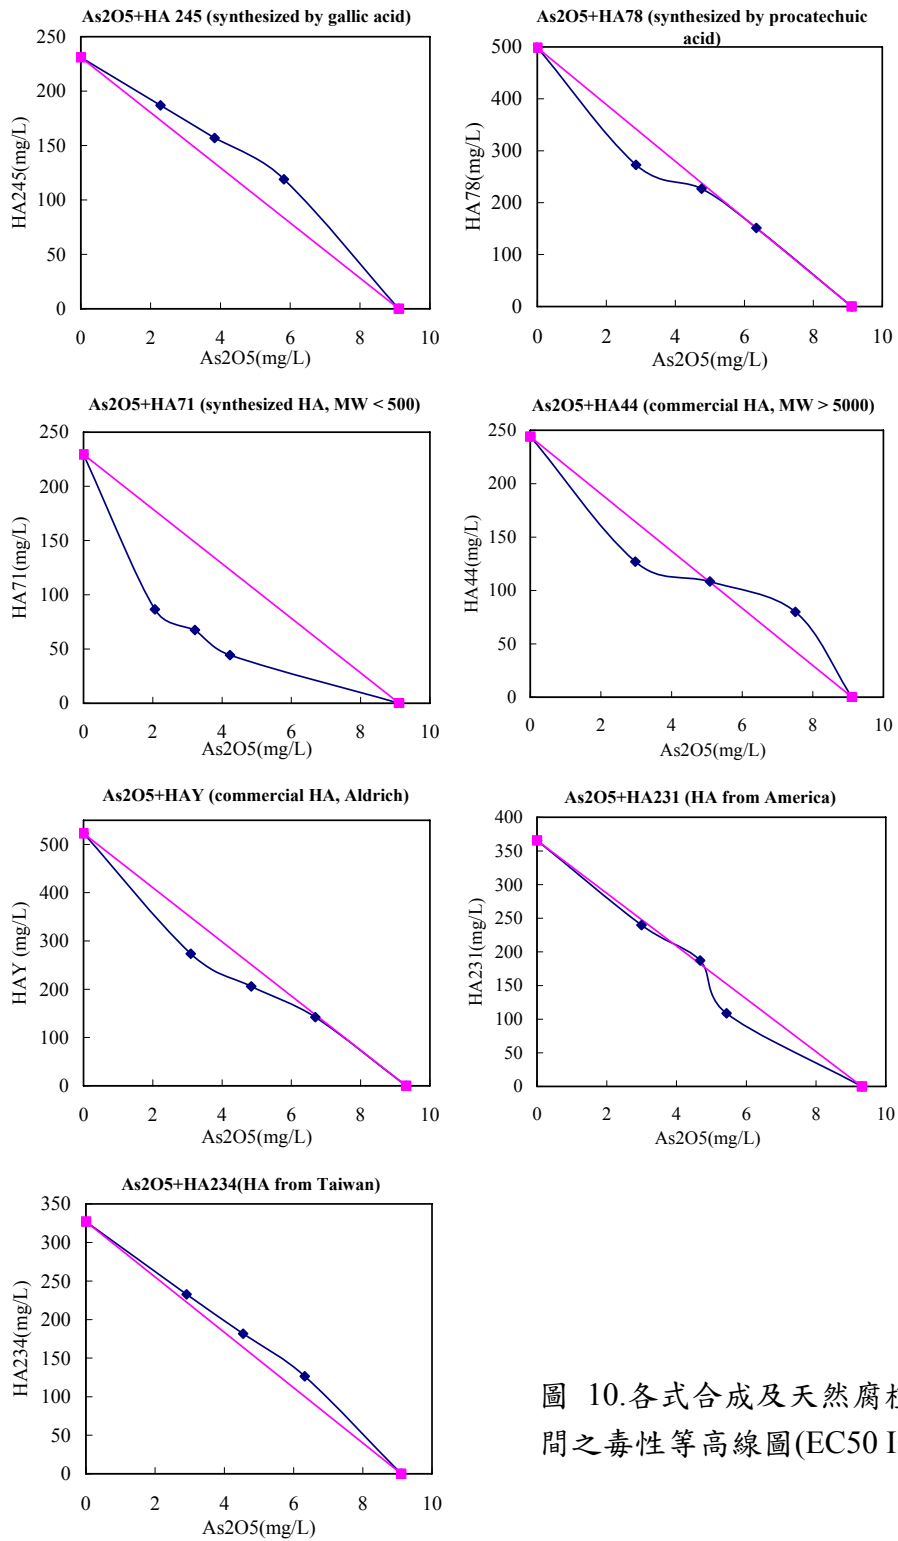 As2O5+HA 245 (synthesized by gallic acid)
250
200
150
100
50
0
HA245(mg/L)
0 2 4 6 8 10
As2O5(mg/L)
As2O5+HA78 (synthesized by procatechuic
acid)
500
400
300
200
100
0
HA78(mg/L)
0 2 4 6 8 10
As2O5(mg/L)
As2O5+HA71 (synthesized HA, MW < 500)
250
200
150
100
50
0
HA71(mg/L)
0 2 4 6 8 10
As2O5(mg/L)
As2O5+HA44 (commercial HA, MW > 5000)
250
200
150
100
50
0
HA44(mg/L)
0 2 4 6 8 10
As2O5(mg/L)
As2O5+HAY (commercial HA, Aldrich)
500
400
300
200
100
0
HAY (mg/L)
0 2 4 6 8 10
As2O5(mg/L)
As2O5+HA231 (HA from America)
400
350
300
250
200
150
100
50
0
HA231(mg/L)
0 2 4 6 8 10
As2O5(mg/L)
As2O5+HA234(HA from Taiwan)
350
300
250
200
150
100
50
0
HA234(mg/L)
0 2 4 6 8 10
As2O5(mg/L)
圖 10.各式合成及天然腐
間之毒性等高線圖(EC50 I